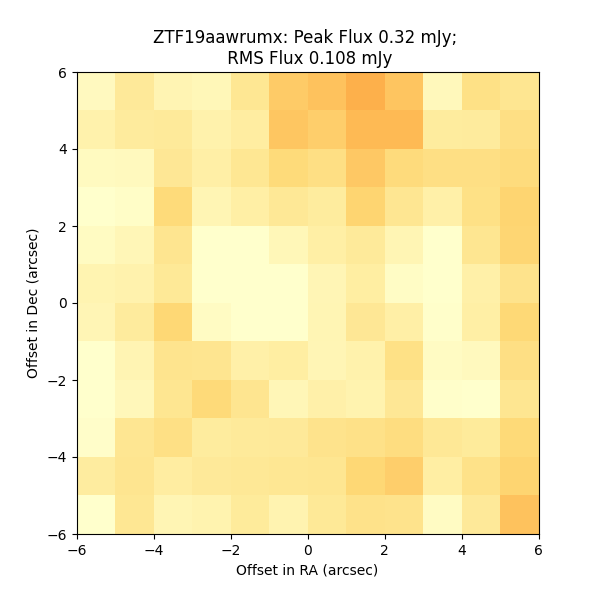 ZTF19aawrumx: Peak Flux 0.32 mJy;
RMS Flux 0.108 mJy
6
4
2
0
−2
−4
−6
Offset in Dec (arcsec)
−6 −4 −2 0 2 4 6
Offset in RA (arcsec)